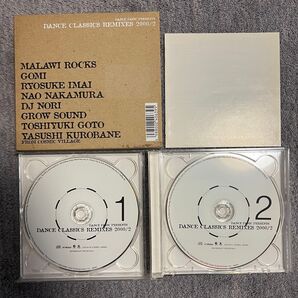 DANCE CLASSICS REMIXES 2000/2
MALAWI ROCKS
GOMI
RYOSUKE IMAI
NAO NAKAMURA
DJ NORI
GROW SOUND
TOSHIYUKI GOTO
YASUSHI KUROBANE
FROM COSMIC VILLAGE
1
DANCE CLASSICS REMIXES 2000/2
2
DANCE CLASSICS REMIXES 2000/2